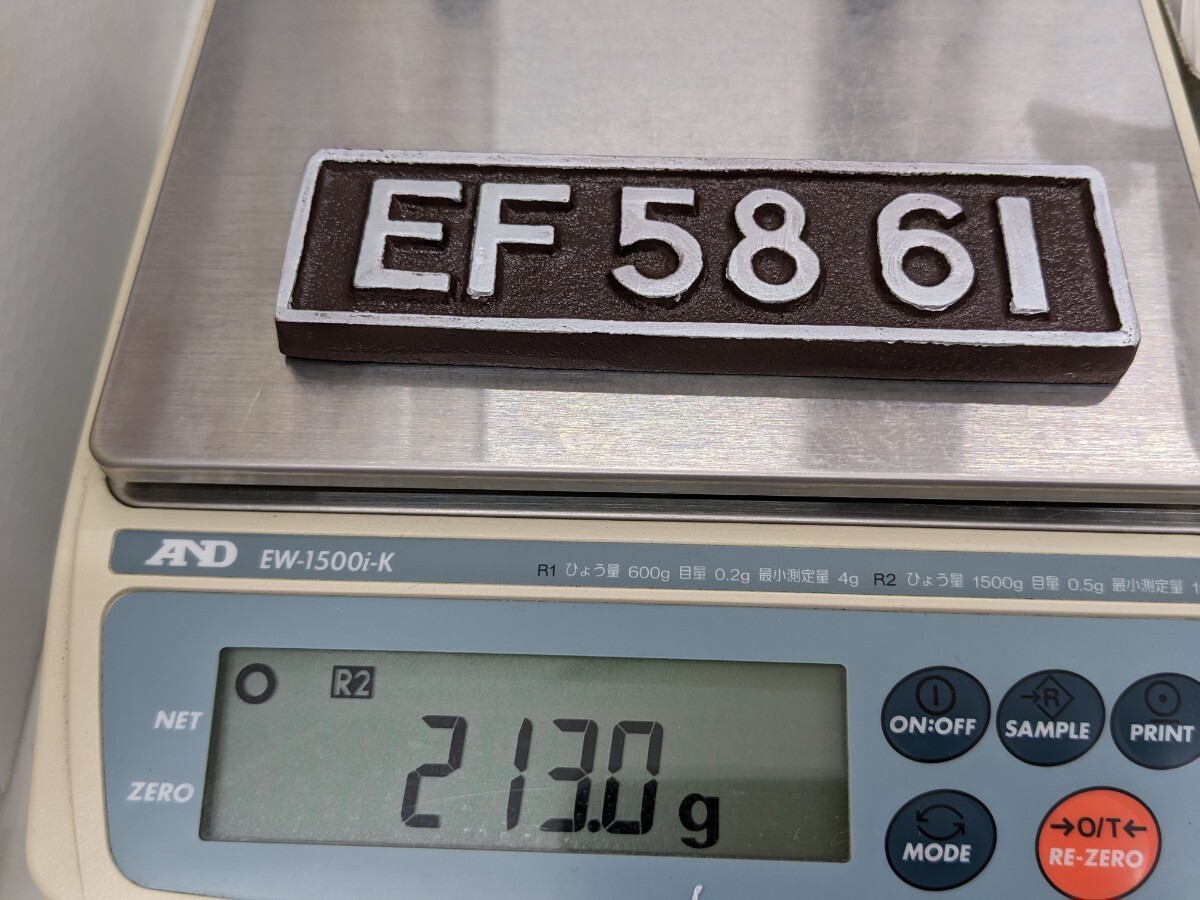 EF 58 61
AND EW-1500i-K R1 ひょう量 600g 目量 0.2g 最小測定量 4g R2 ひょう量 1500g 目量 0.5g 最小測定量
R2
NET
ZERO
213.0 g
ON:OFF
→R
SAMPLE
PRINT
MODE
→O/T←
RE-ZERO